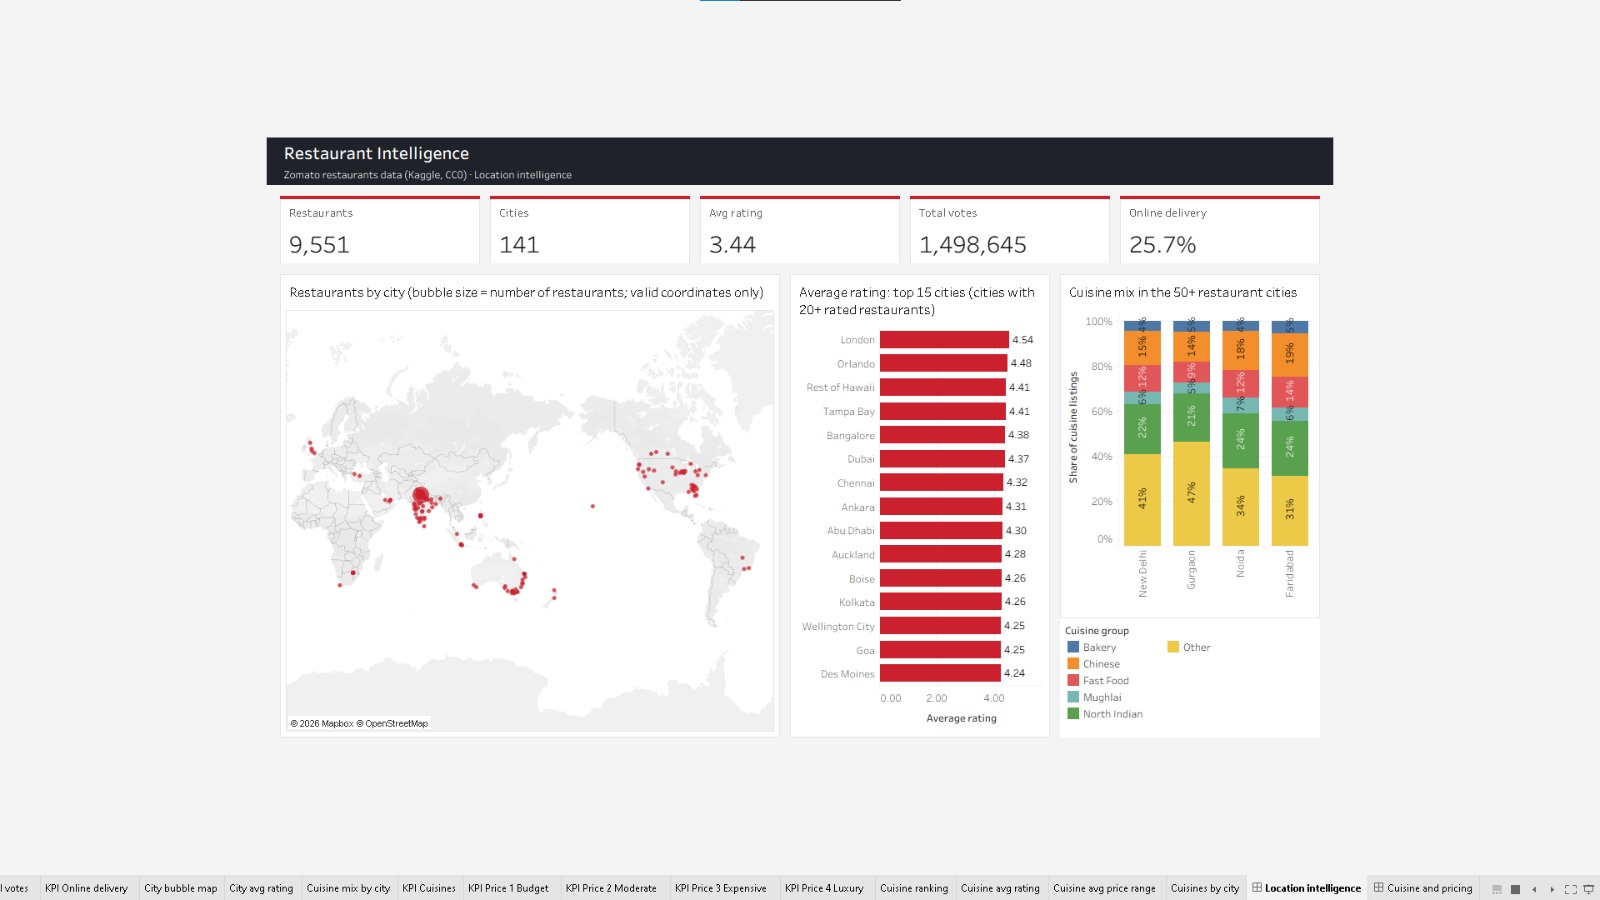 Restaurant Intelligence
Zomato restaurants data (Kaggle, CC0) · Location intelligence
Restaurants
9,551
Cities
141
Avg rating
3.44
Total votes
1,498,645
Online delivery
25.7%
Restaurants by city (bubble size = number of restaurants; valid coordinates only)
© 2026 Mapbox © OpenStreetMap
Average rating: top 15 cities (cities with
20+ rated restaurants)
London 4.54
Orlando 4.48
Rest of Hawaii 4.41
Tampa Bay 4.41
Bangalore 4.38
Dubai 4.37
Chennai 4.32
Ankara 4.31
Abu Dhabi 4.30
Auckland 4.28
Boise 4.26
Kolkata 4.26
Wellington City 4.25
Goa 4.25
Des Moines 4.24
0.00 2.00 4.00
Average rating
Cuisine mix in the 50+ restaurant cities
Share of cuisine listings
100%
80%
60%
40%
20%
0%
4% 5% 4% 5%
15% 14% 18% 19%
12% 9% 12% 14%
6% 5% 7% 6%
22% 21% 24% 24%
41% 47% 34% 31%
New Delhi Gurgaon Noida Faridabad
Cuisine group
Bakery Other
Chinese
Fast Food
Mughlai
North Indian
l votes KPI Online delivery City bubble map City avg rating Cuisine mix by city KPI Cuisines KPI Price 1 Budget KPI Price 2 Moderate KPI Price 3 Expensive KPI Price 4 Luxury Cuisine ranking Cuisine avg rating Cuisine avg price range Cuisines by city Location intelligence Cuisine and pricing